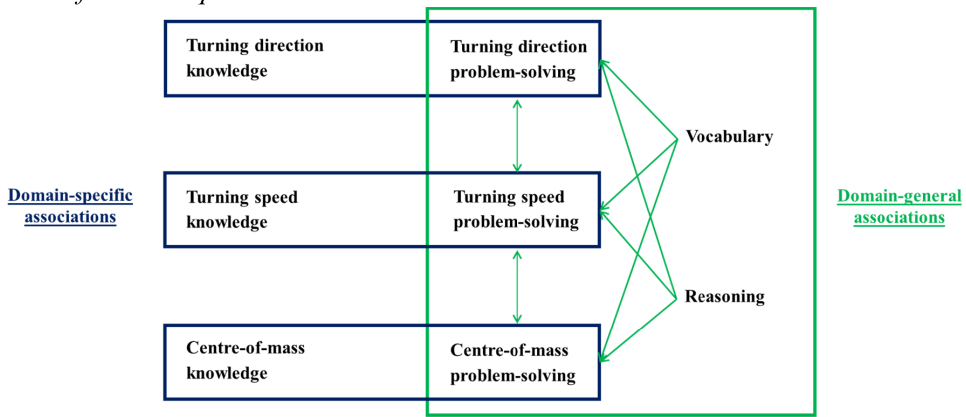 Turning direction
knowledge
Turning direction
problem-solving
Vocabulary
Domain-specific
associations
Turning speed
knowledge
Turning speed
problem-solving
Domain-general
associations
Reasoning
Centre-of-mass
knowledge
Centre-of-mass
problem-solving